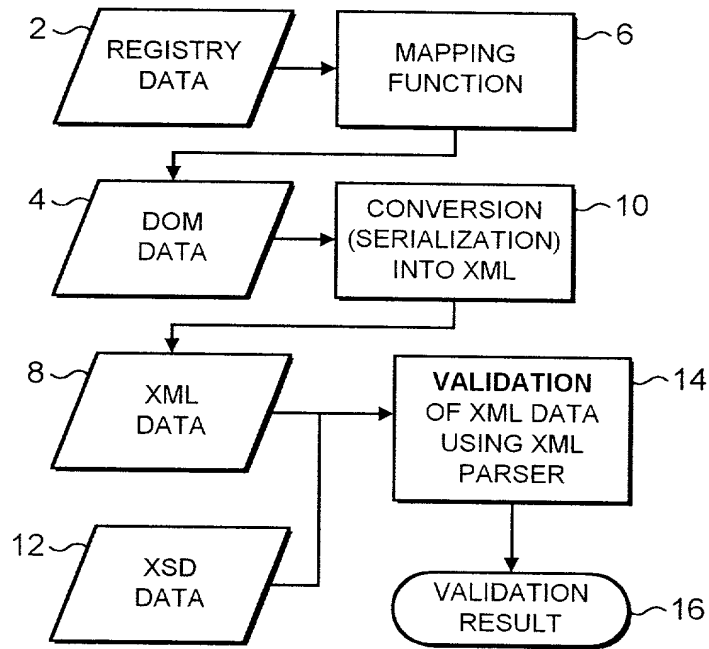 2
REGISTRY
DATA
MAPPING
FUNCTION
6
4
DOM
DATA
CONVERSION
(SERIALIZATION)
INTO XML
10
8
XML
DATA
VALIDATION
OF XML DATA
USING XML
PARSER
14
12
XSD
DATA
VALIDATION
RESULT
16